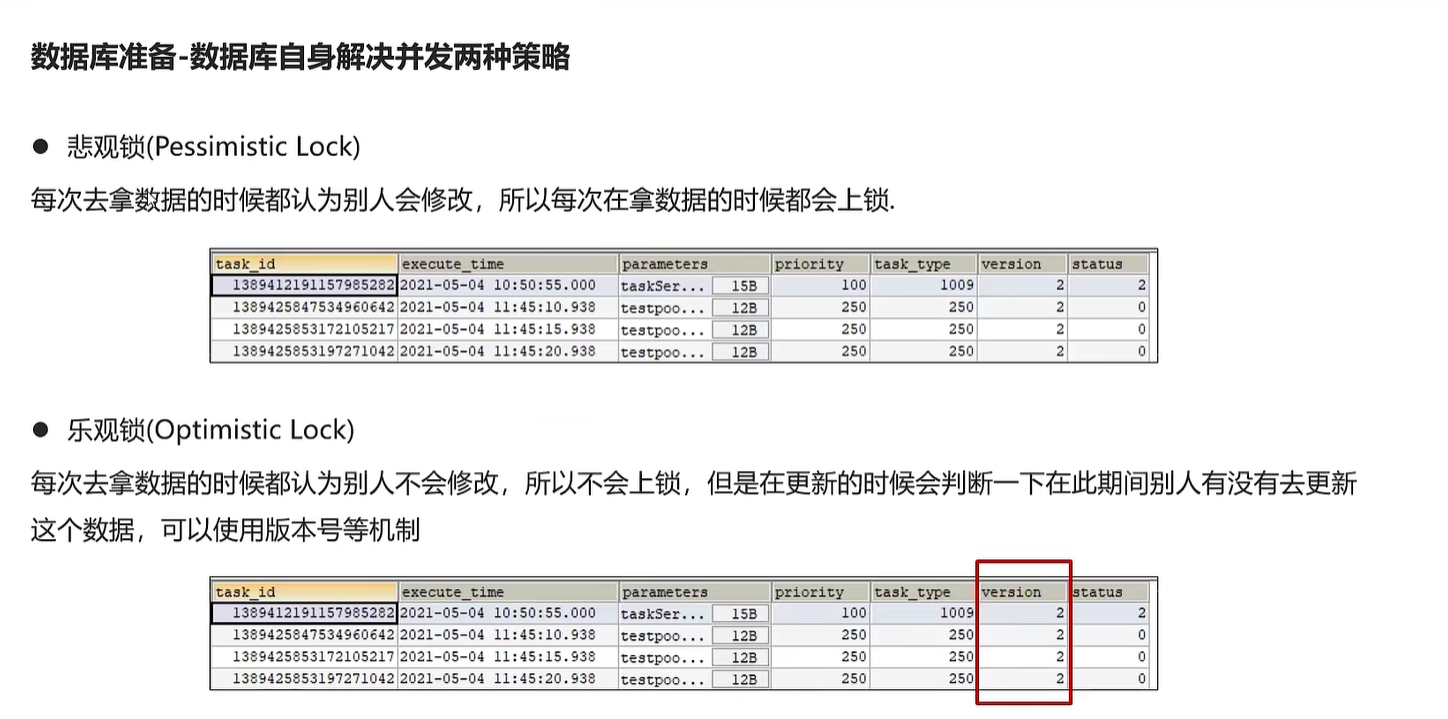 数据库准备-数据库自身解决并发两种策略
● 悲观锁(Pessimistic Lock)
每次去拿数据的时候都认为别人会修改，所以每次在拿数据的时候都会上锁.
task_id execute_time parameters priority task_type version status
1389412191157985282 2021-05-04 10:50:55.000 taskSer... 15B 100 1009 2 2
1389425847534960642 2021-05-04 11:45:10.938 testpoo... 12B 250 250 2 0
1389425853172105217 2021-05-04 11:45:15.938 testpoo... 12B 250 250 2 0
1389425853197271042 2021-05-04 11:45:20.938 testpoo... 12B 250 250 2 0
● 乐观锁(Optimistic Lock)
每次去拿数据的时候都认为别人不会修改，所以不会上锁，但是在更新的时候会判断一下在此期间别人有没有去更新
这个数据，可以使用版本号等机制
task_id execute_time parameters priority task_type version status
1389412191157985282 2021-05-04 10:50:55.000 taskSer... 15B 100 1009 2 2
1389425847534960642 2021-05-04 11:45:10.938 testpoo... 12B 250 250 2 0
1389425853172105217 2021-05-04 11:45:15.938 testpoo... 12B 250 250 2 0
1389425853197271042 2021-05-04 11:45:20.938 testpoo... 12B 250 250 2 0